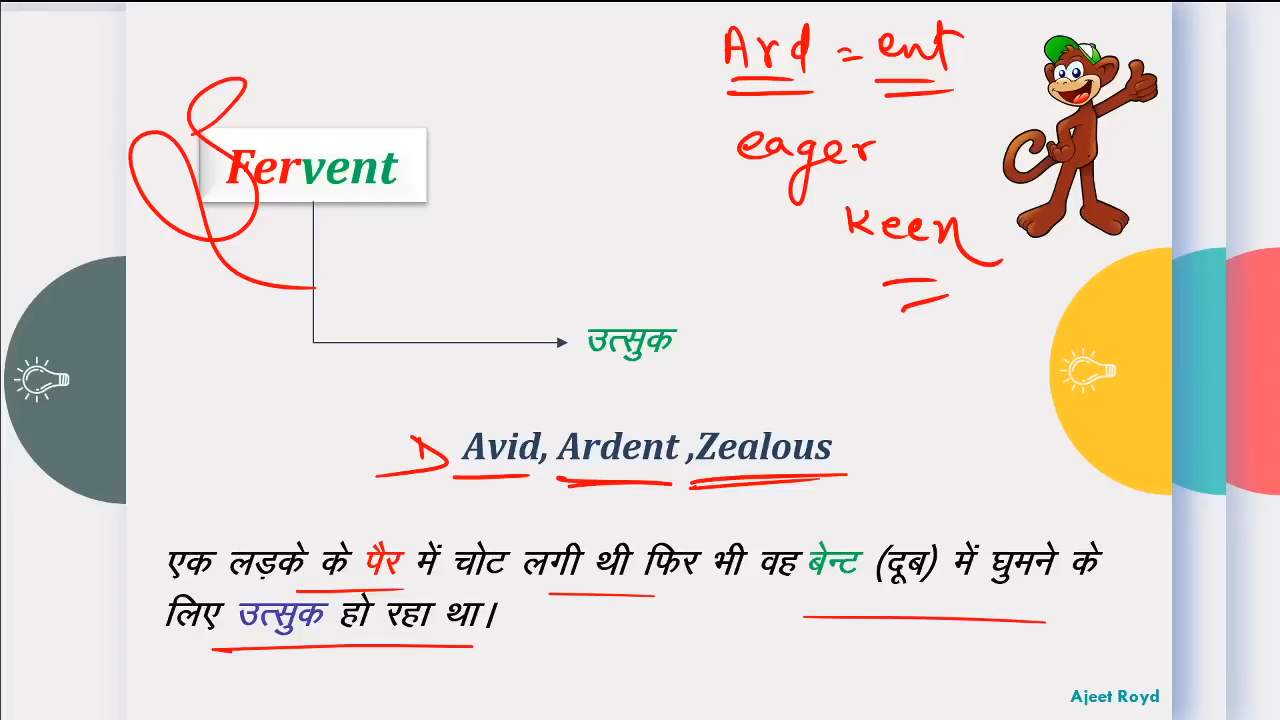 Ard = ent
eager
keen
Fervent
उत्सुक
Avid, Ardent ,Zealous
एक लड़के के पैर में चोट लगी थी फिर भी वह बेन्ट (दूब) में घुमने के
लिए उत्सुक हो रहा था।
Ajeet Royd